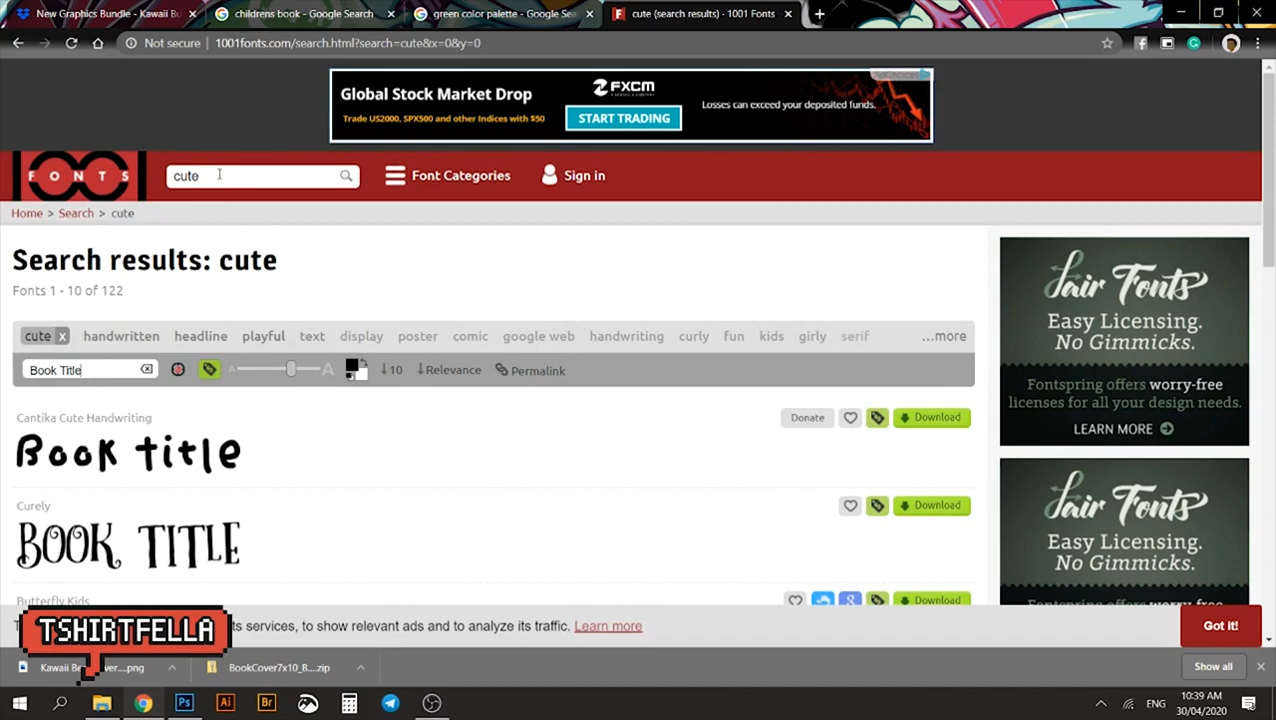 New Graphics Bundle - Kawaii Bu
childrens book - Google Search
green color palette - Google Sea
cute (search results) · 1001 Fonts
Not secure
1001fonts.com/search.html?search=cute&x=0&y=0
Global Stock Market Drop
Trade US2000, SPX500 and other Indices with $50
FXCM
START TRADING
Losses can exceed your deposited funds.
FONTS
cute
Font Categories
Sign in
Home > Search > cute
Search results: cute
Fonts 1 - 10 of 122
cute x handwritten headline playful text display poster comic google web handwriting curly fun kids girly serif ...more
Book Title
A A
↓10
↓Relevance
Permalink
Cantika Cute Handwriting
Donate
Download
Book title
Curely
Download
BOOK TITLE
Butterfly Kids
Download
Fair Fonts
Easy Licensing.
No Gimmicks.
Fontspring offers worry-free
licenses for all your design needs.
LEARN MORE
Fair Fonts
Easy Licensing.
No Gimmicks.
ts services, to show relevant ads and to analyze its traffic. Learn more
Got it!
TSHIRTFELLA
BookCover7x10_B....zip
Show all
Ps
Ai
Br
ENG
10:39 AM
30/04/2020